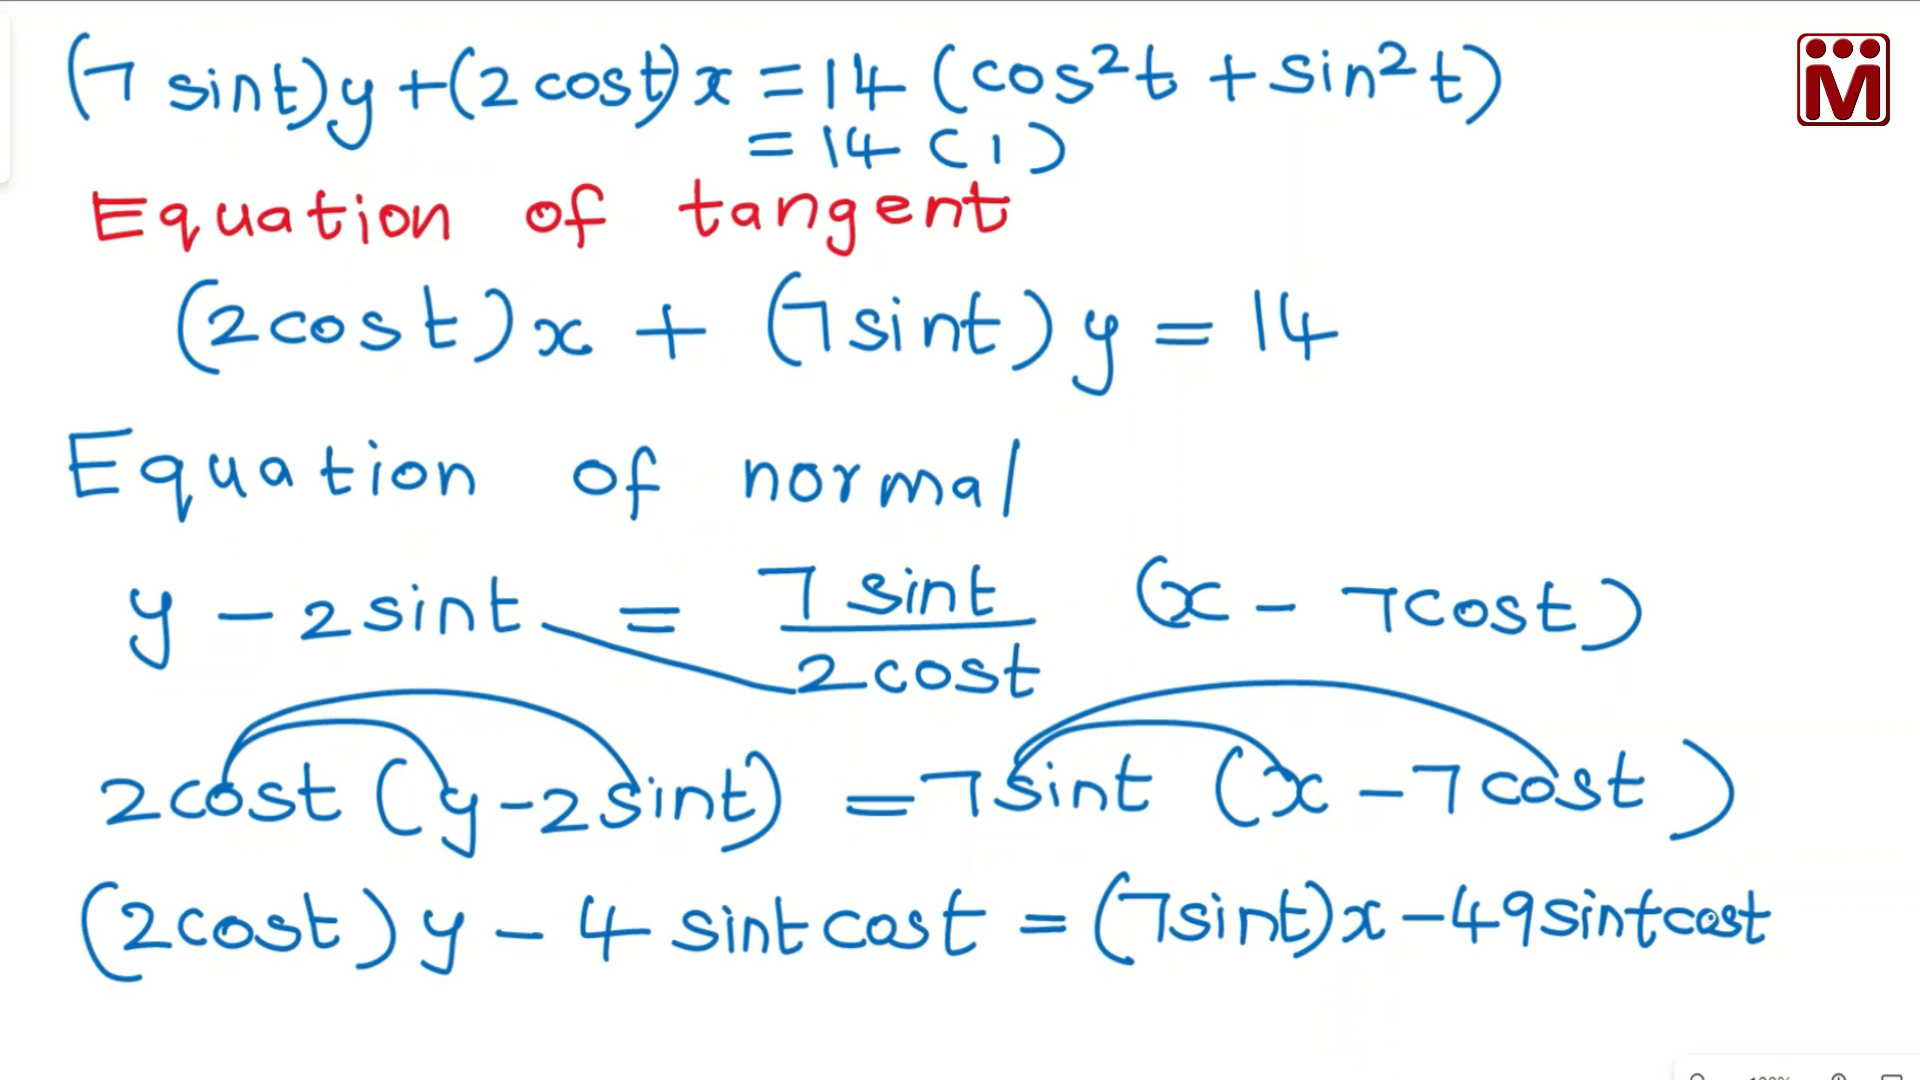 (7 sint)y+(2 cost)x = 14 (cos²t + sin²t)
= 14 (1)
Equation of tangent
(2cost)x + (7sint)y = 14
Equation of normal
y - 2sint = 7 sint / 2cost (x - 7cost)
2cost (y-2sint) = 7sint (x - 7cost)
(2cost)y - 4 sintcost = (7sint)x - 49sintcost
M